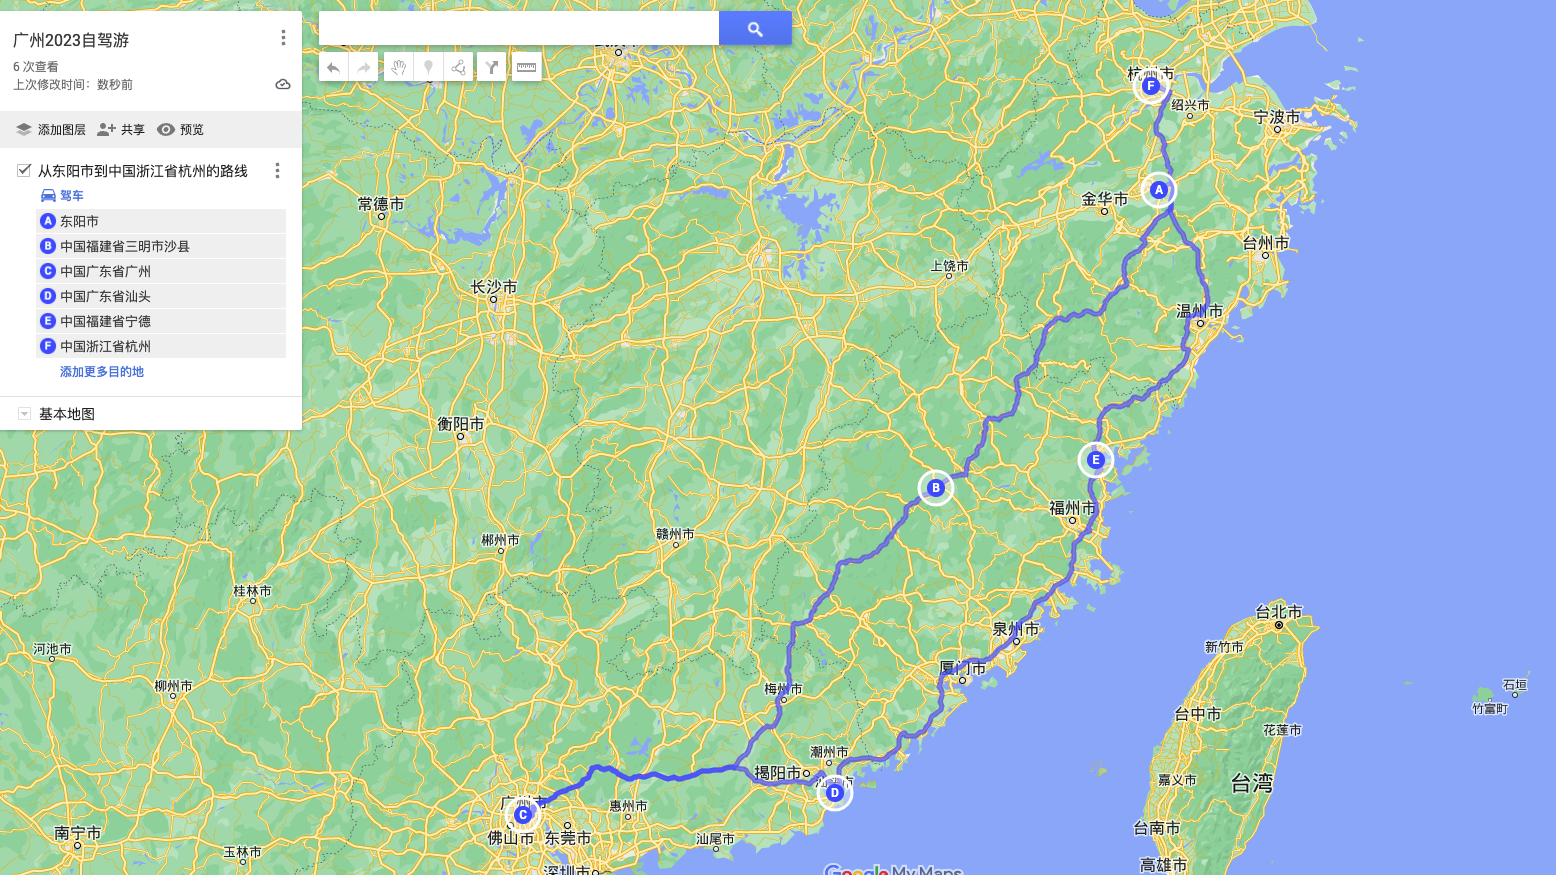 广州2023自驾游
6 次查看
上次修改时间：数秒前
添加图层 共享 预览
从东阳市到中国浙江省杭州的路线
驾车
A 东阳市
B 中国福建省三明市沙县
C 中国广东省广州
D 中国广东省汕头
E 中国福建省宁德
F 中国浙江省杭州
添加更多目的地
基本地图
杭州市
F
绍兴市
宁波市
A
金华市
常德市
台州市
上饶市
长沙市
温州市
衡阳市
E
B
福州市
赣州市
郴州市
桂林市
台北市
泉州市
新竹市
河池市
厦门市
柳州市
梅州市
石垣
竹富町
台中市
花莲市
潮州市
揭阳市
嘉义市
台湾
D
广州市
惠州市
C
台南市
南宁市
佛山市
东莞市
汕尾市
玉林市
高雄市
深圳市
Google My Maps